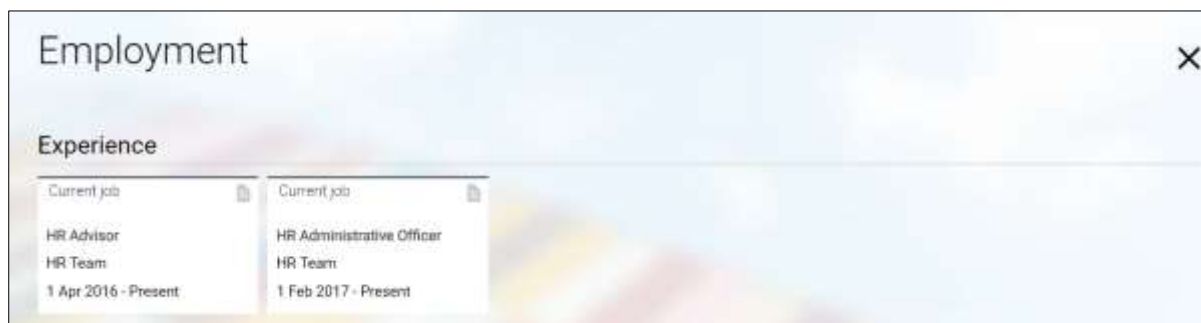 Employment
Experience
Current job
HR Advisor
HR Team
1 Apr 2016 - Present
Current job
HR Administrative Officer
HR Team
1 Feb 2017 - Present